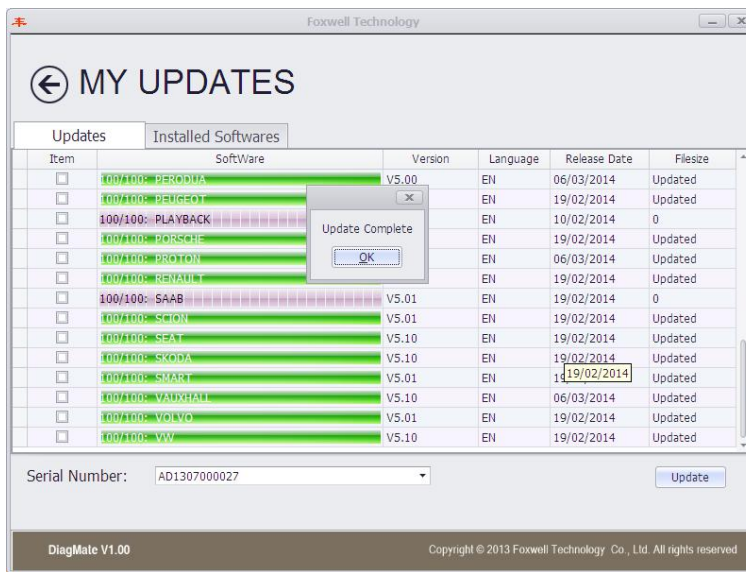 Foxwell Technology
MY UPDATES
Updates Installed Softwares
Item SoftWare Version Language Release Date Filesize
100/100: PERODUA V5.00 EN 06/03/2014 Updated
100/100: PEUGEOT EN 19/02/2014 Updated
100/100: PLAYBACK EN 10/02/2014 0
100/100: PORSCHE EN 19/02/2014 Updated
100/100: PROTON EN 06/03/2014 Updated
100/100: RENAULT EN 19/02/2014 Updated
100/100: SAAB V5.01 EN 19/02/2014 0
100/100: SCION V5.01 EN 19/02/2014 Updated
100/100: SEAT V5.10 EN 19/02/2014 Updated
100/100: SKODA V5.10 EN 19/02/2014 Updated
100/100: SMART V5.01 EN Updated
100/100: VAUXHALL V5.10 EN 06/03/2014 Updated
100/100: VOLVO V5.01 EN 19/02/2014 Updated
100/100: VW V5.10 EN 19/02/2014 Updated
Update Complete
OK
19/02/2014
Serial Number: AD1307000027 Update
DiagMate V1.00 Copyright © 2013 Foxwell Technology Co., Ltd. All rights reserved